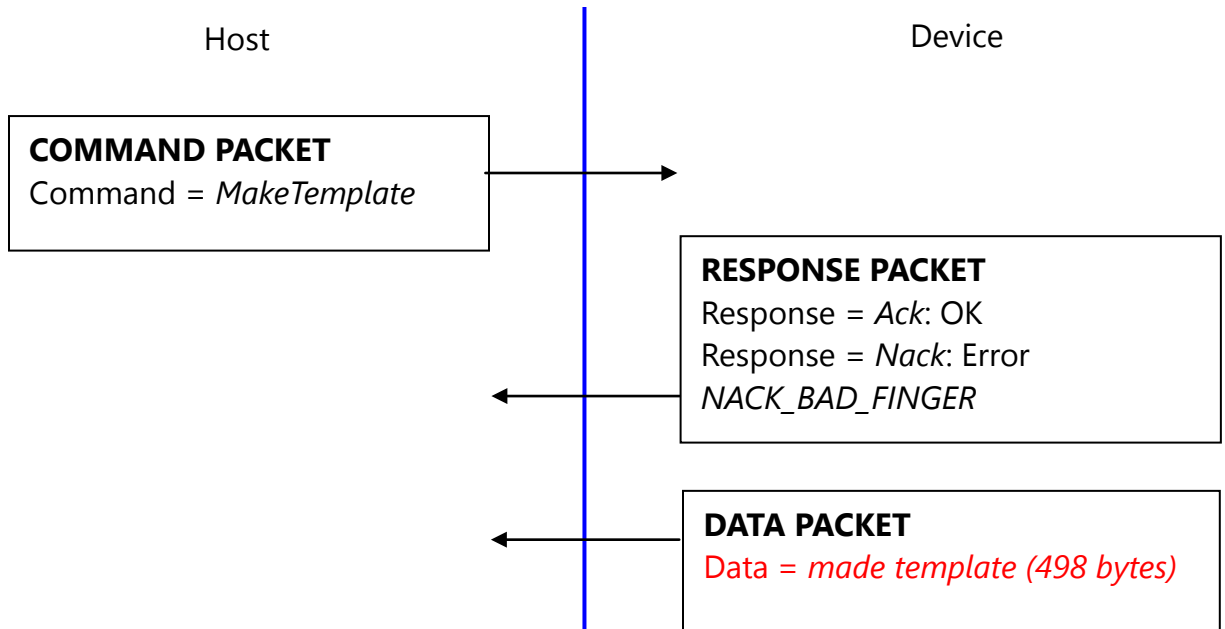 Host
Device
COMMAND PACKET
Command = MakeTemplate
RESPONSE PACKET
Response = Ack: OK
Response = Nack: Error
NACK_BAD_FINGER
DATA PACKET
Data = made template (498 bytes)